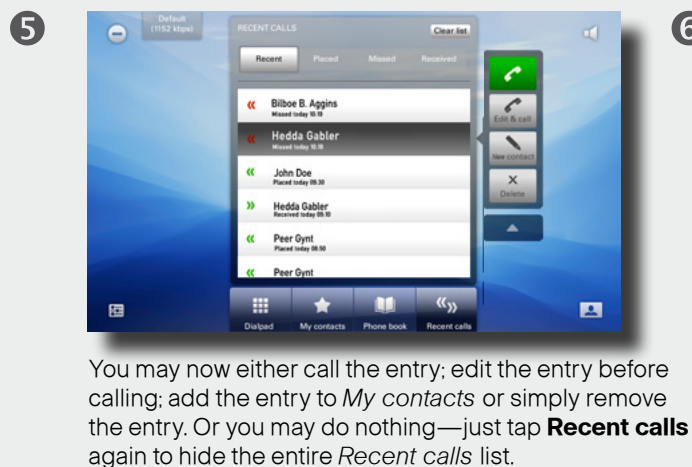 ❺
❻
Default
(1152 kbps)
RECENT CALLS
Clear list
Recent Placed Missed Received
Bilboe B. Aggins
Missed today 10:19
Hedda Gabler
Missed today 10:18
John Doe
Placed today 09:30
Hedda Gabler
Received today 09:10
Peer Gynt
Placed today 08:50
Peer Gynt
Edit & call
New contact
Delete
Dialpad My contacts Phone book Recent calls
You may now either call the entry; edit the entry before
calling; add the entry to My contacts or simply remove
the entry. Or you may do nothing—just tap Recent calls
again to hide the entire Recent calls list.